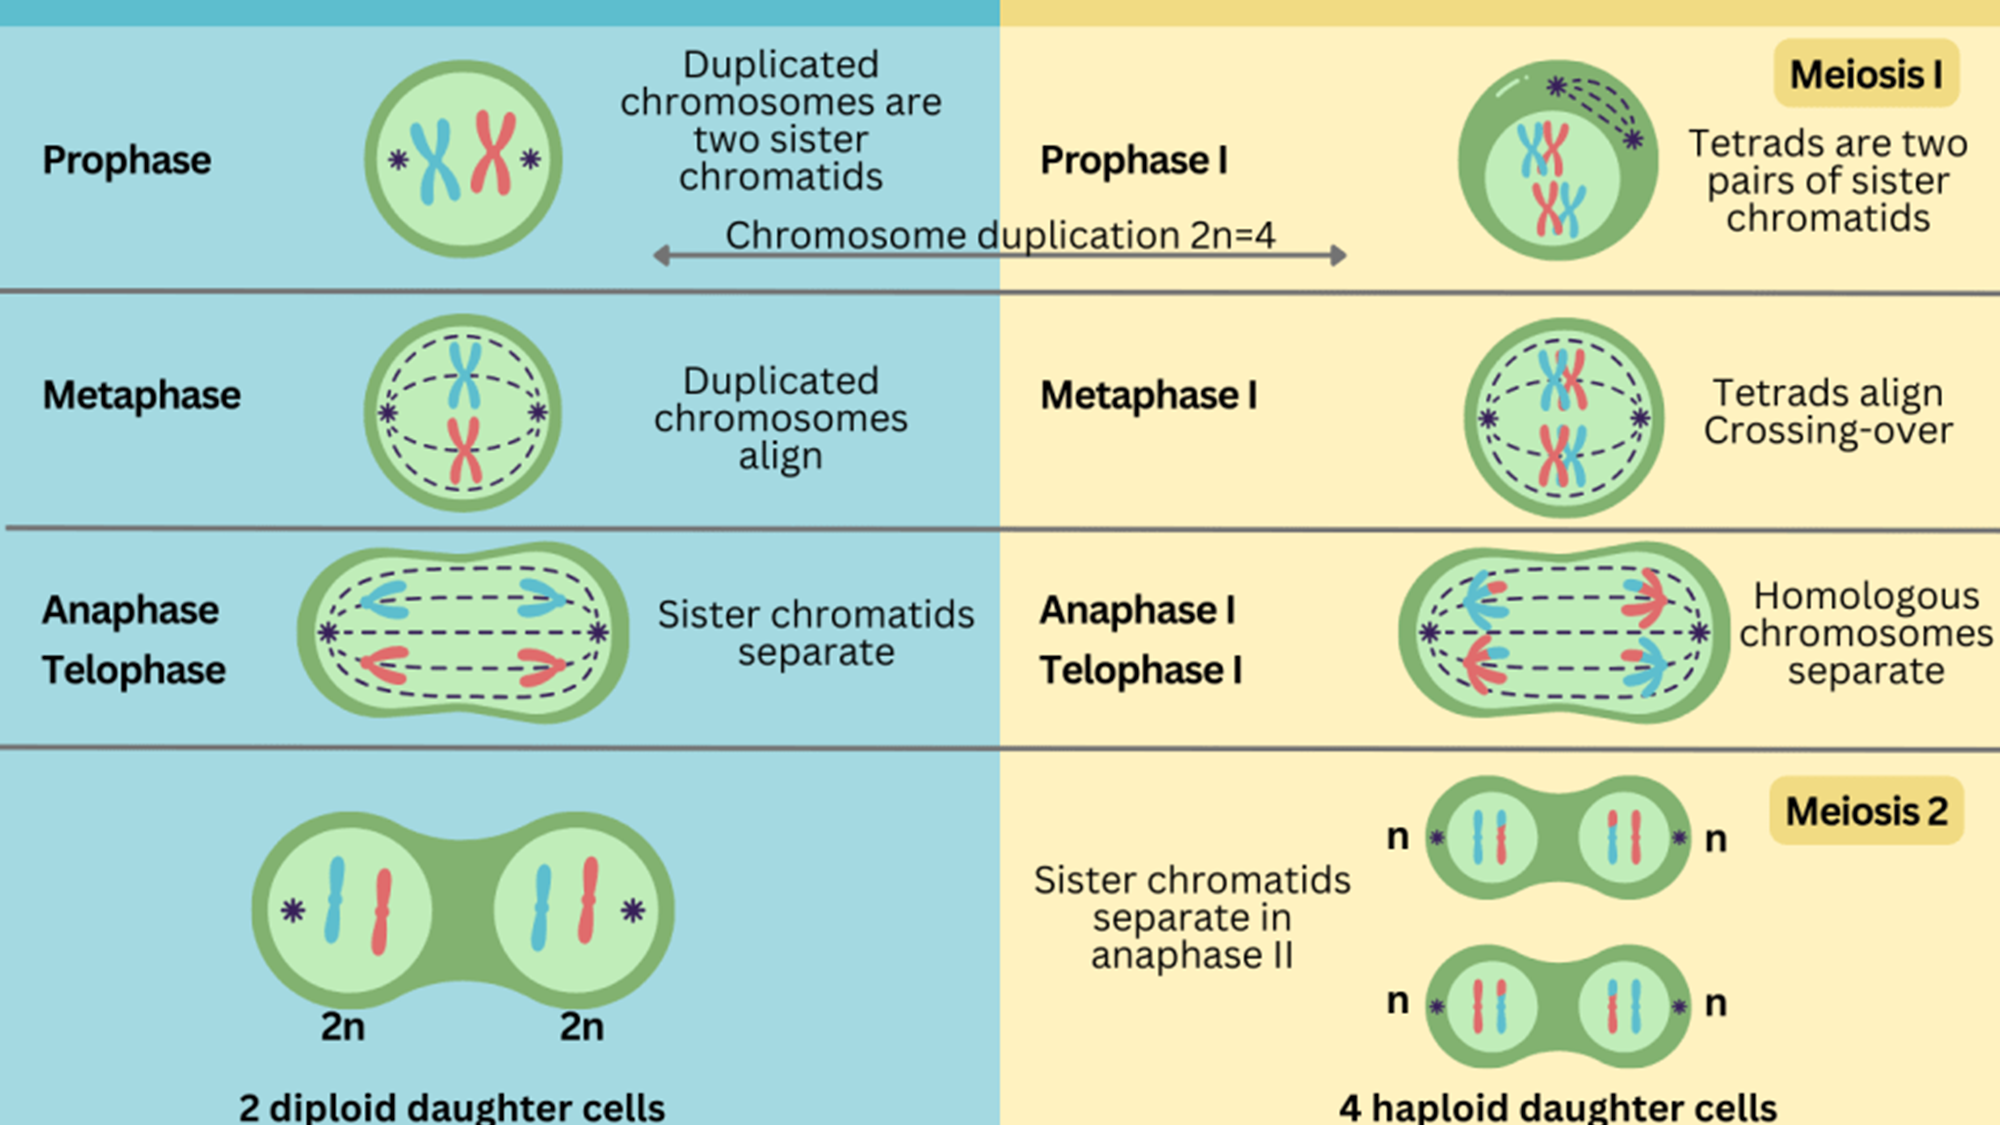 Prophase
Duplicated
chromosomes are
two sister
chromatids
Prophase I
Meiosis I
Tetrads are two
pairs of sister
chromatids
Chromosome duplication 2n=4
Metaphase
Duplicated
chromosomes
align
Metaphase I
Tetrads align
Crossing-over
Anaphase
Telophase
Sister chromatids
separate
Anaphase I
Telophase I
Homologous
chromosomes
separate
2n
2n
2 diploid daughter cells
Meiosis 2
Sister chromatids
separate in
anaphase II
n
n
n
n
4 haploid daughter cells